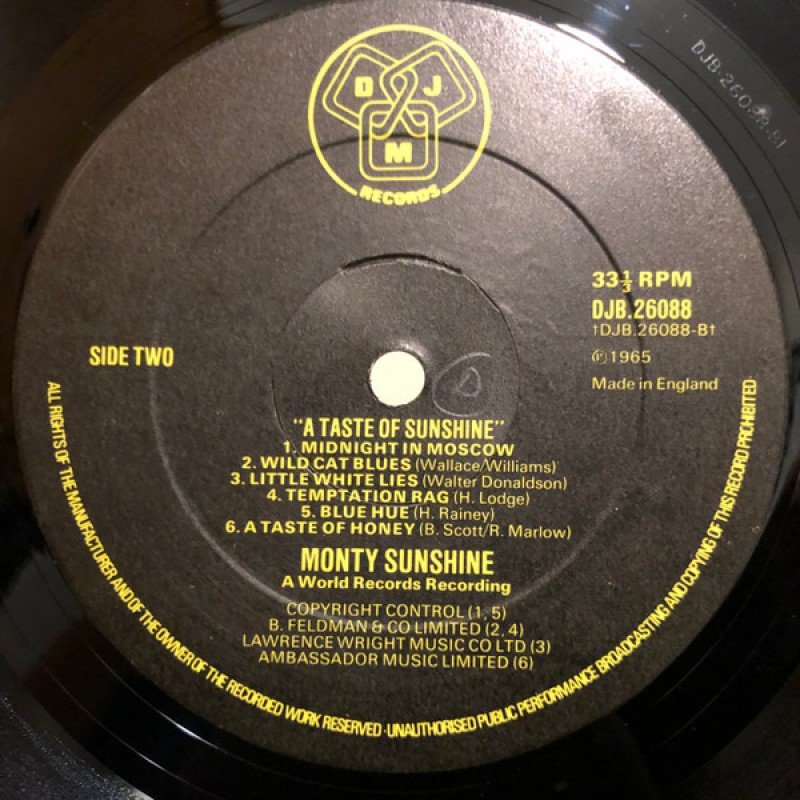 D J
M
RECORDS
DJB-26088-B1
33⅓ RPM
DJB.26088
†DJB.26088-B†
℗ 1965
Made in England
SIDE TWO
"A TASTE OF SUNSHINE"
1. MIDNIGHT IN MOSCOW
2. WILD CAT BLUES (Wallace/Williams)
3. LITTLE WHITE LIES (Walter Donaldson)
4. TEMPTATION RAG (H. Lodge)
5. BLUE HUE (H. Rainey)
6. A TASTE OF HONEY (B. Scott/R. Marlow)
MONTY SUNSHINE
A World Records Recording
COPYRIGHT CONTROL (1, 5)
B. FELDMAN & CO LIMITED (2, 4)
LAWRENCE WRIGHT MUSIC CO LTD (3)
AMBASSADOR MUSIC LIMITED (6)
ALL RIGHTS OF THE MANUFACTURER AND OF THE OWNER OF THE RECORDED WORK RESERVED · UNAUTHORISED PUBLIC PERFORMANCE BROADCASTING AND COPYING OF THIS RECORD PROHIBITED ·